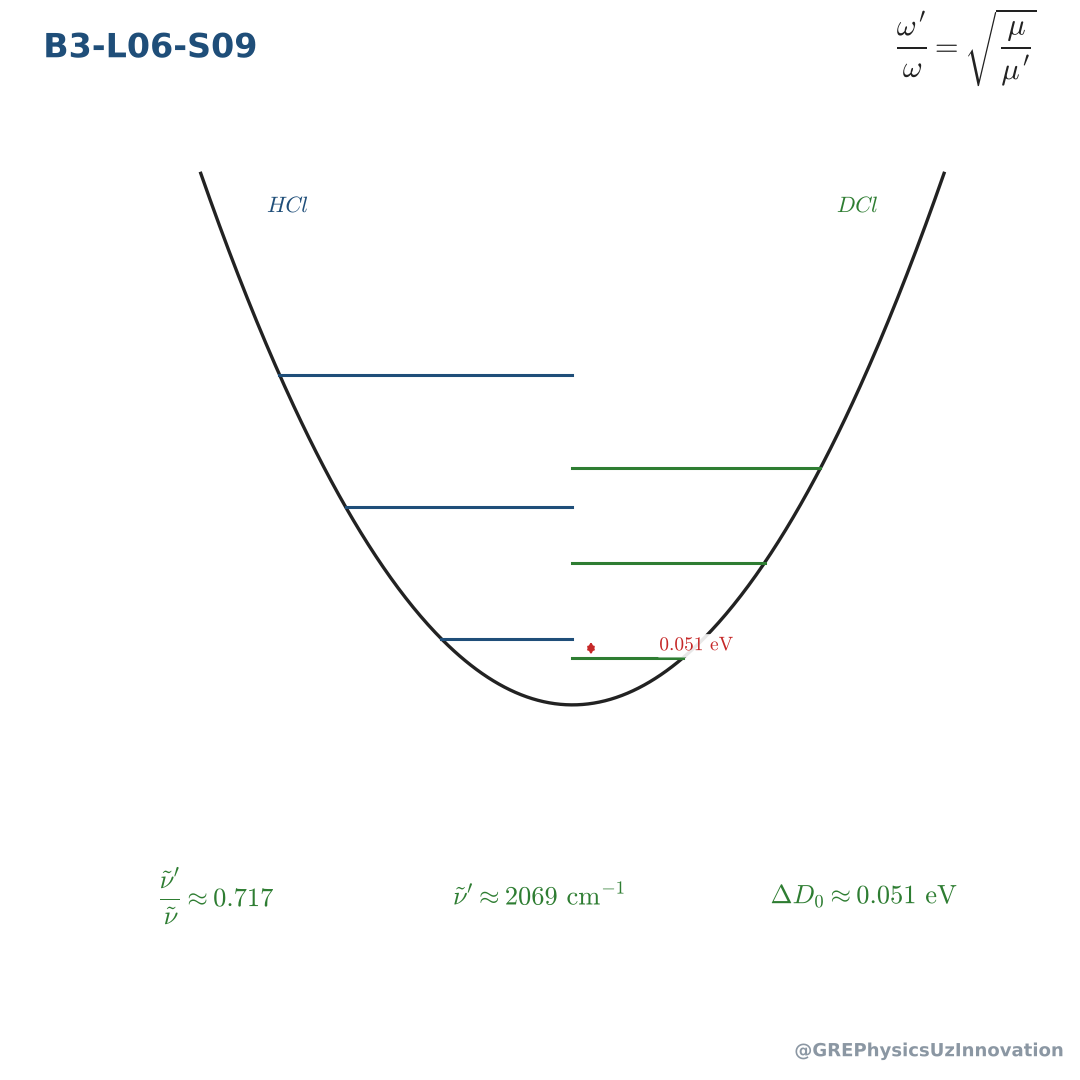 B3-L06-S09
ω′/ω = √(μ/μ′)
HCl
DCl
0.051 eV
ν̃′/ν̃ ≈ 0.717
ν̃′ ≈ 2069 cm⁻¹
ΔD₀ ≈ 0.051 eV
@GREPhysicsUzInnovation